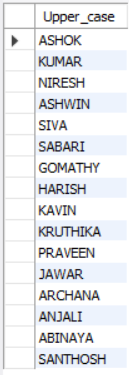 Upper_case
ASHOK
KUMAR
NIRESH
ASHWIN
SIVA
SABARI
GOMATHY
HARISH
KAVIN
KRUTHIKA
PRAVEEN
JAWAR
ARCHANA
ANJALI
ABINAYA
SANTHOSH